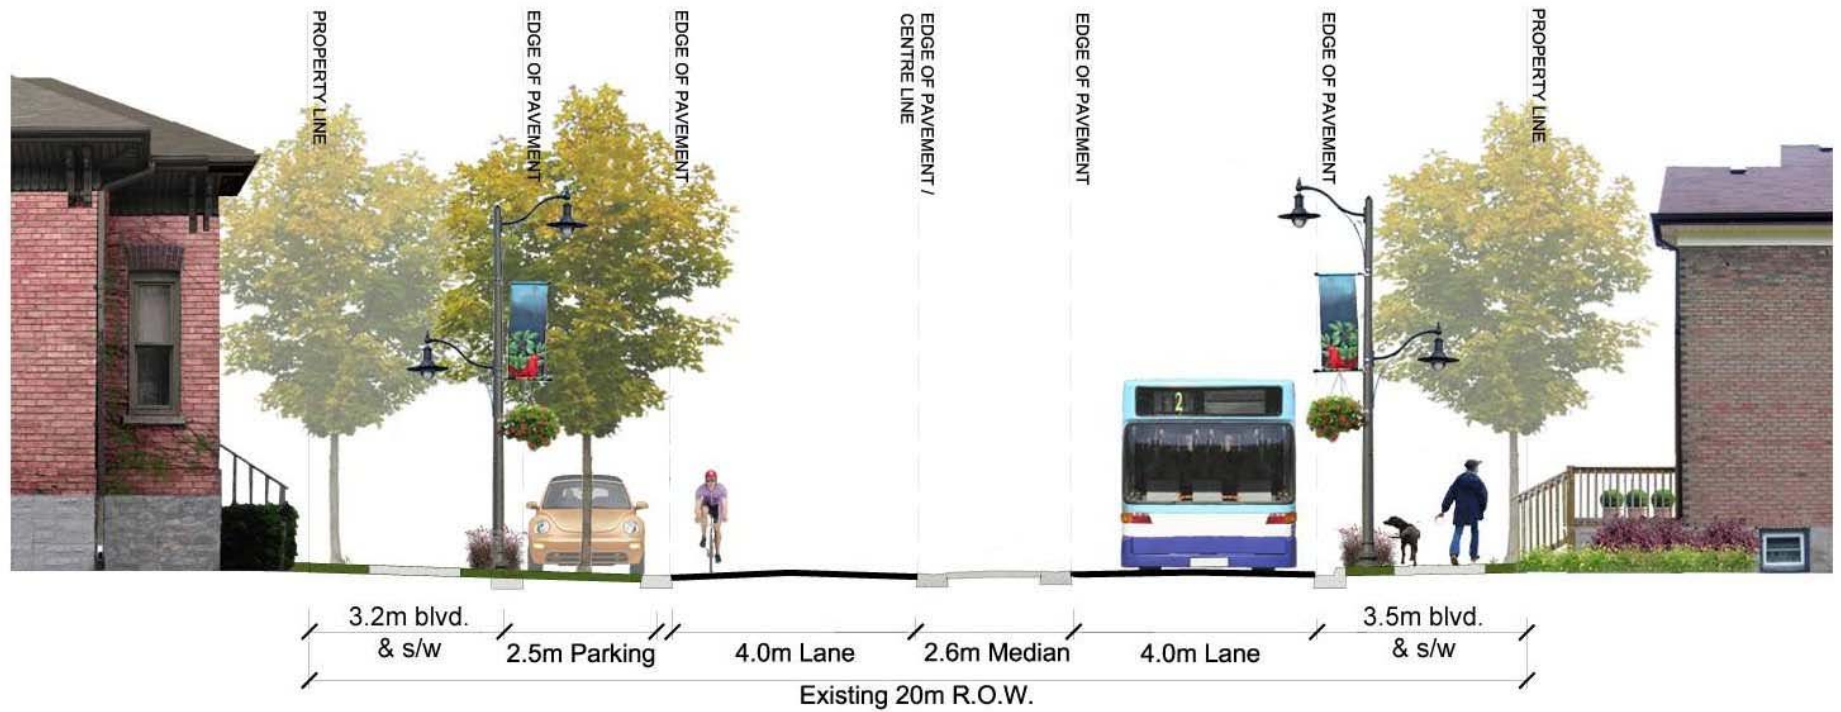 PROPERTY LINE
EDGE OF PAVEMENT
EDGE OF PAVEMENT
EDGE OF PAVEMENT /
CENTRE LINE
EDGE OF PAVEMENT
EDGE OF PAVEMENT
PROPERTY LINE
2
3.2m blvd.
& s/w
2.5m Parking
4.0m Lane
2.6m Median
4.0m Lane
3.5m blvd.
& s/w
Existing 20m R.O.W.